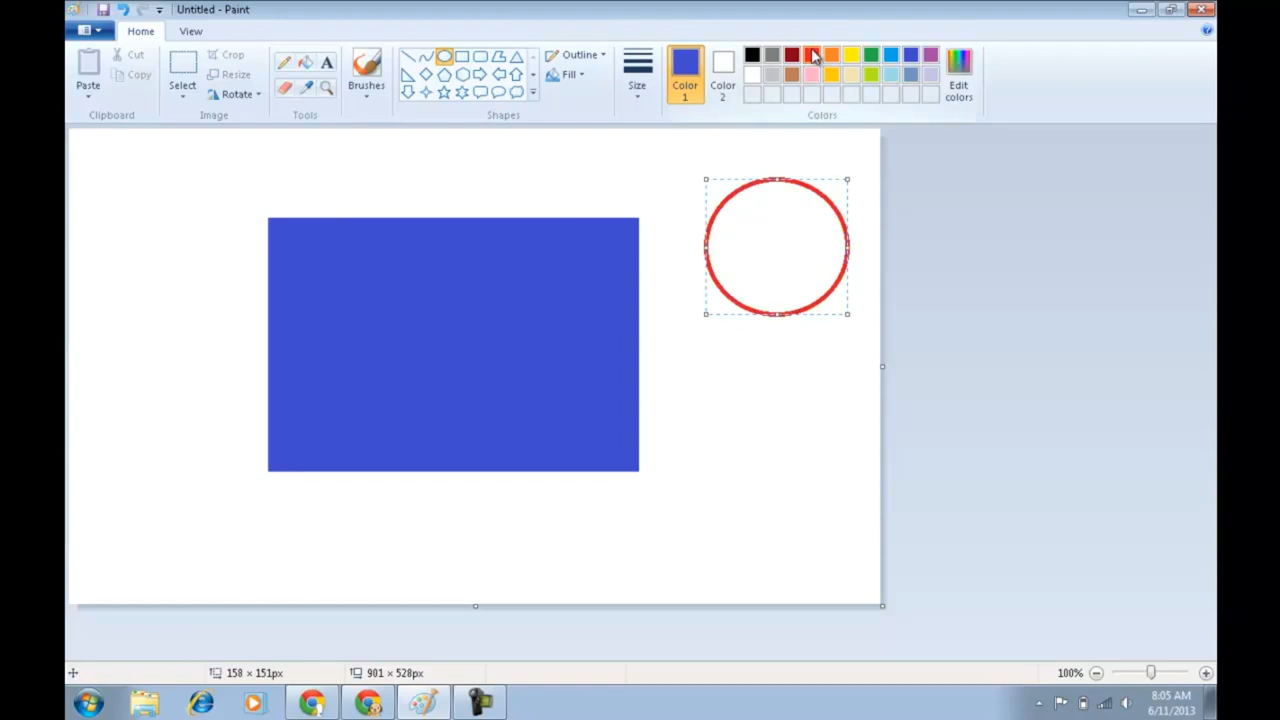 Untitled - Paint
Home View
Paste
Cut
Copy
Clipboard
Select
Crop
Resize
Rotate
Image
A
Tools
Brushes
Outline
Fill
Shapes
Size
Color
1
Color
2
Edit
colors
Colors
158 × 151px
901 × 528px
100%
8:05 AM
6/11/2013